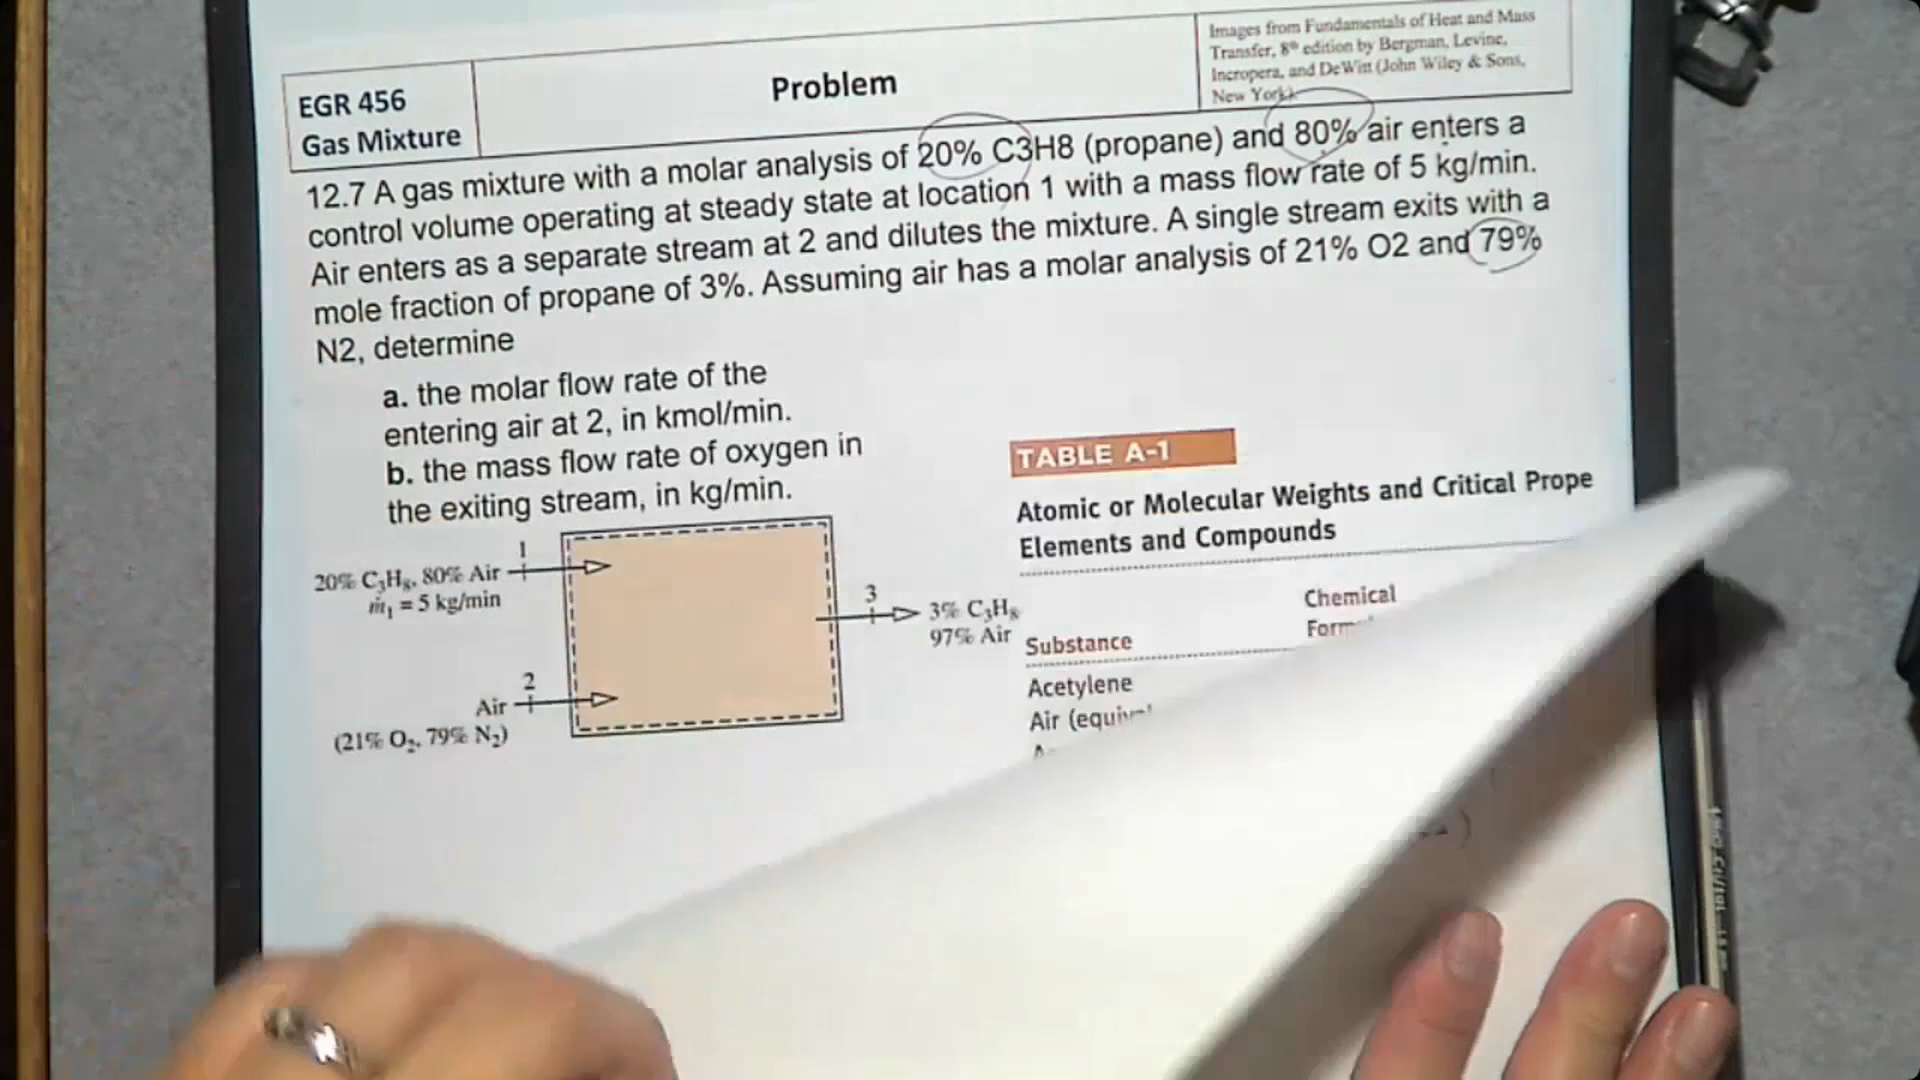 EGR 456
Gas Mixture
Problem
Images from Fundamentals of Heat and Mass
Transfer, 8th edition by Bergman, Levine,
Incropera, and DeWitt (John Wiley & Sons,
New York).
12.7 A gas mixture with a molar analysis of 20% C3H8 (propane) and 80% air enters a
control volume operating at steady state at location 1 with a mass flow rate of 5 kg/min.
Air enters as a separate stream at 2 and dilutes the mixture. A single stream exits with a
mole fraction of propane of 3%. Assuming air has a molar analysis of 21% O2 and 79%
N2, determine
a. the molar flow rate of the
entering air at 2, in kmol/min.
b. the mass flow rate of oxygen in
the exiting stream, in kg/min.
1
20% C₃H₈, 80% Air
ṁ₁ = 5 kg/min
2
Air
(21% O₂, 79% N₂)
3
3% C₃H₈
97% Air
TABLE A-1
Atomic or Molecular Weights and Critical Prope
Elements and Compounds
Chemical
Substance
Acetylene
Air